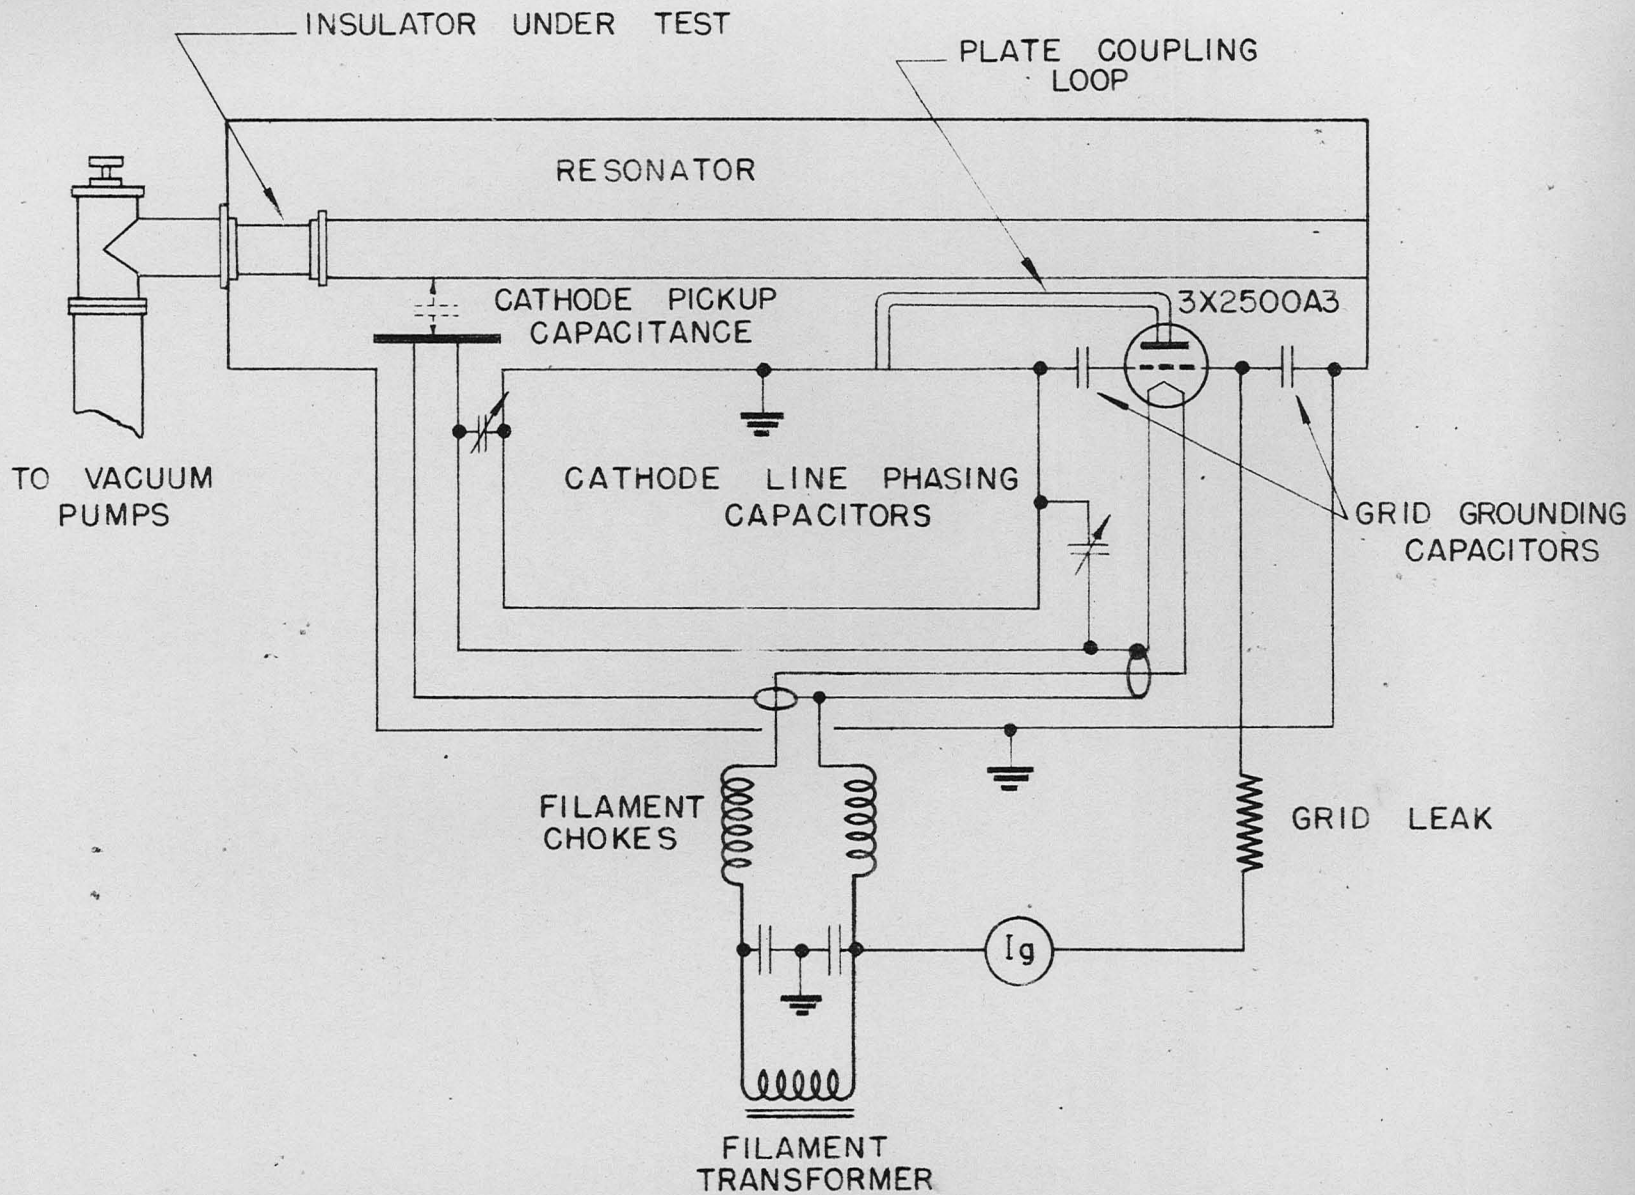 INSULATOR UNDER TEST
PLATE COUPLING
LOOP
RESONATOR
CATHODE PICKUP
CAPACITANCE
3X2500A3
TO VACUUM
PUMPS
CATHODE LINE PHASING
CAPACITORS
GRID GROUNDING
CAPACITORS
FILAMENT
CHOKES
GRID LEAK
Ig
FILAMENT
TRANSFORMER